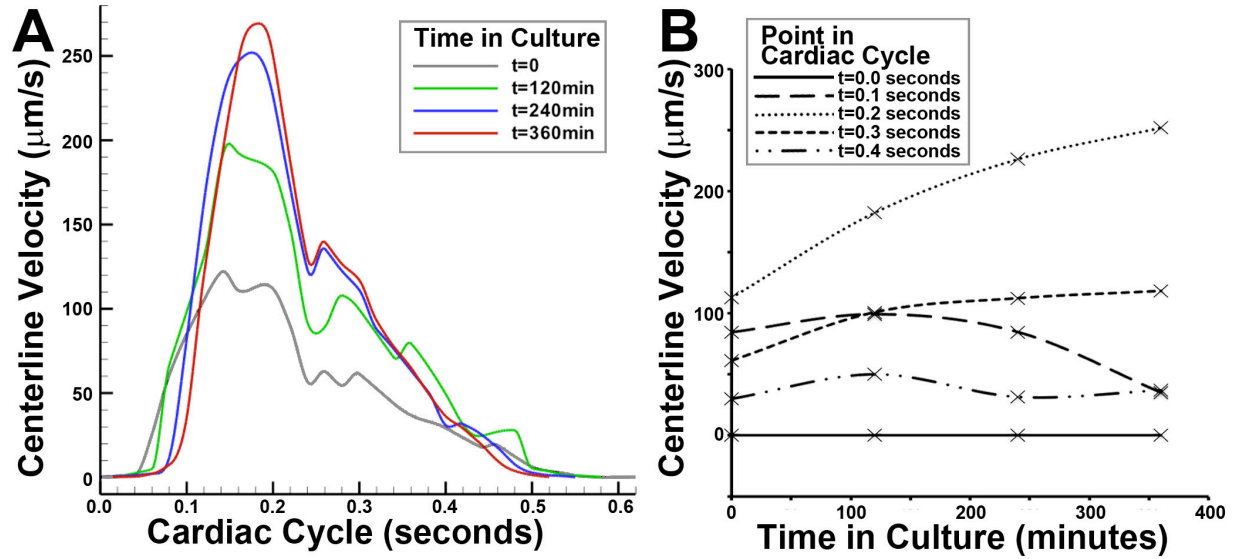 A
Centerline Velocity (μm/s)
250
200
150
100
50
0
0.0
0.1
0.2
0.3
0.4
0.5
0.6
Cardiac Cycle (seconds)
Time in Culture
t=0
t=120min
t=240min
t=360min
B
Centerline Velocity (μm/s)
300
200
100
0
0
100
200
300
400
Time in Culture (minutes)
Point in
Cardiac Cycle
t=0.0 seconds
t=0.1 seconds
t=0.2 seconds
t=0.3 seconds
t=0.4 seconds